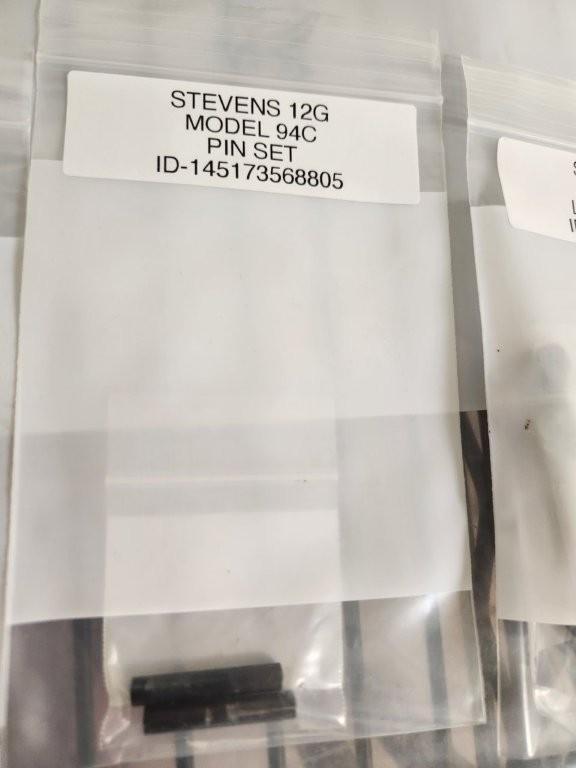 STEVENS 12G
MODEL 94C
PIN SET
ID-145173568805